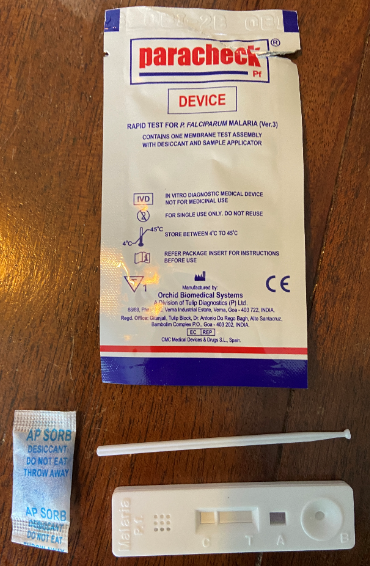 paracheck®
Pf
DEVICE
RAPID TEST FOR P. FALCIPARUM MALARIA (Ver.3)
CONTAINS ONE MEMBRANE TEST ASSEMBLY
WITH DESICCANT AND SAMPLE APPLICATOR
IVD
IN VITRO DIAGNOSTIC MEDICAL DEVICE
NOT FOR MEDICINAL USE
FOR SINGLE USE ONLY. DO NOT REUSE
4°C
45°C
STORE BETWEEN 4°C TO 45°C
REFER PACKAGE INSERT FOR INSTRUCTIONS
BEFORE USE
1
Manufactured by:
Orchid Biomedical Systems
A Division of Tulip Diagnostics (P) Ltd.
Verna Industrial Estate, Verna, Goa - 403 722, INDIA.
Regd. Office: Gitanjali, Tulip Block, Dr. Antonio Do Rego Bagh, Alto Santacruz,
Bambolim Complex P.O., Goa - 403 202, INDIA.
EC REP
CMC Medical Devices & Drugs S.L., Spain.
CE
AP SORB
DESICCANT
DO NOT EAT
THROW AWAY
AP SORB
DESICCANT
DO NOT EAT
Malaria
P.f.
C T A B